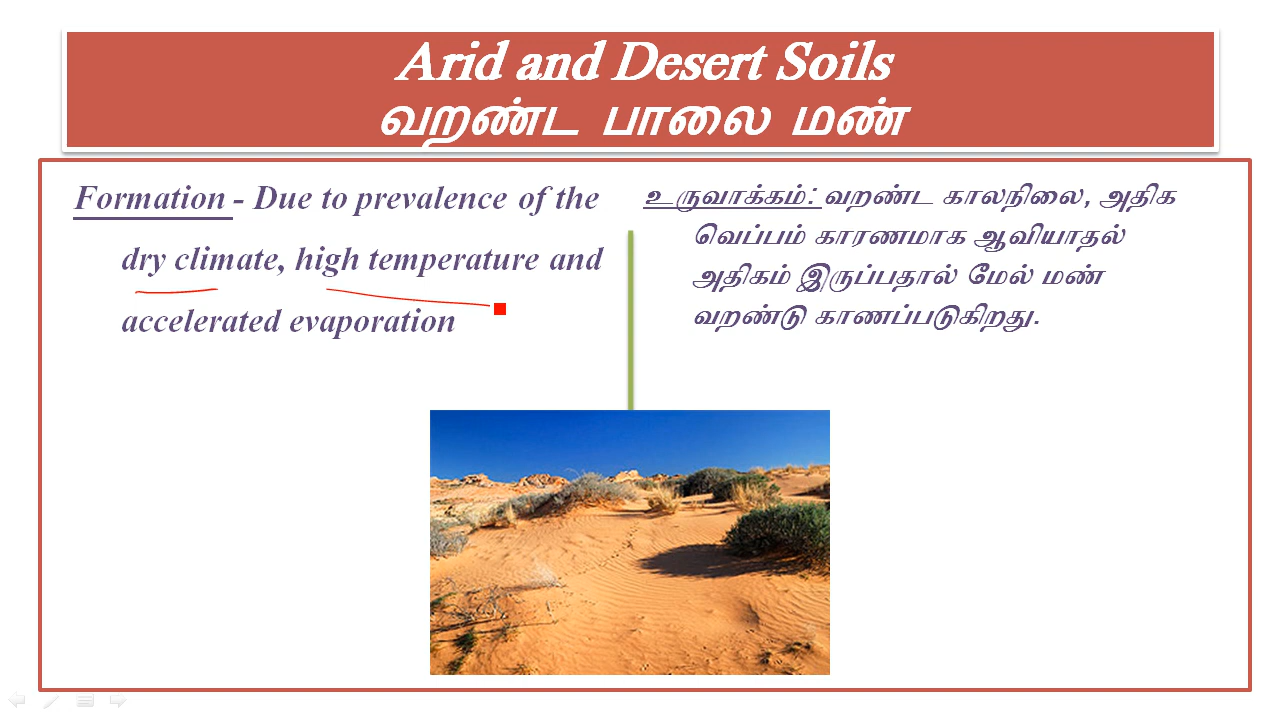 Arid and Desert Soils
வறண்ட பாலை மண்
Formation - Due to prevalence of the
dry climate, high temperature and
accelerated evaporation
உருவாக்கம்: வறண்ட காலநிலை, அதிக
வெப்பம் காரணமாக ஆவியாதல்
அதிகம் இருப்பதால் மேல் மண்
வறண்டு காணப்படுகிறது.